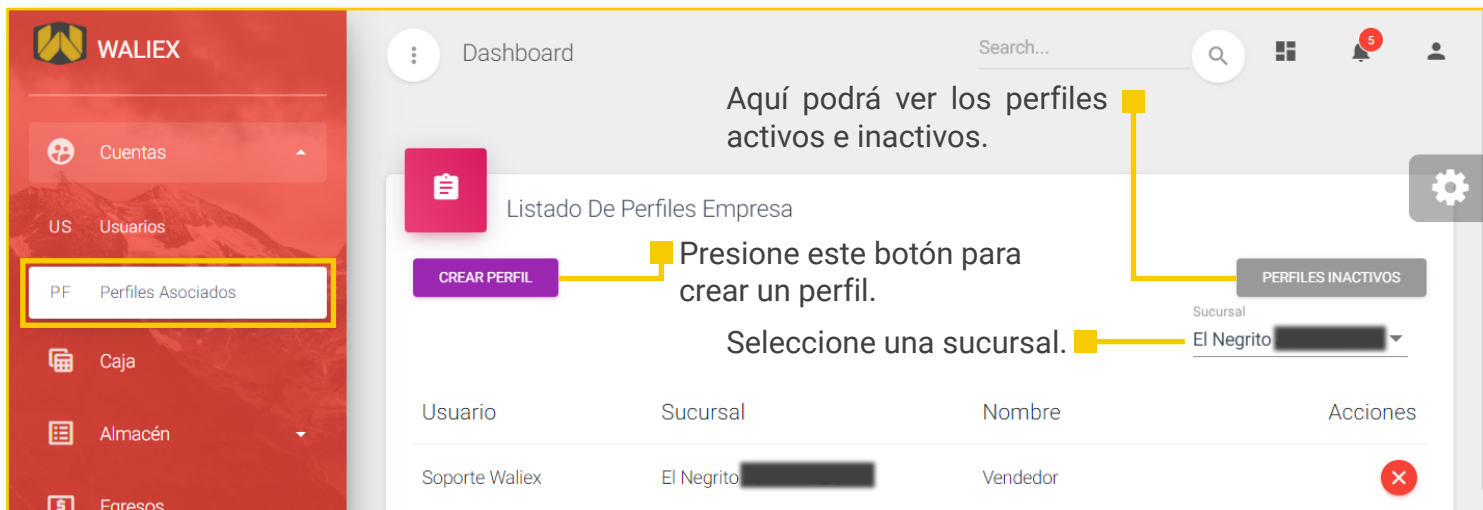 WALIEX
Dashboard
Search...
5
Aquí podrá ver los perfiles
activos e inactivos.
Cuentas
Listado De Perfiles Empresa
US Usuarios
CREAR PERFIL
Presione este botón para
crear un perfil.
PERFILES INACTIVOS
PF Perfiles Asociados
Sucursal
El Negrito
Seleccione una sucursal.
Caja
Usuario Sucursal Nombre Acciones
Almacén
Soporte Waliex El Negrito Vendedor
Egresos